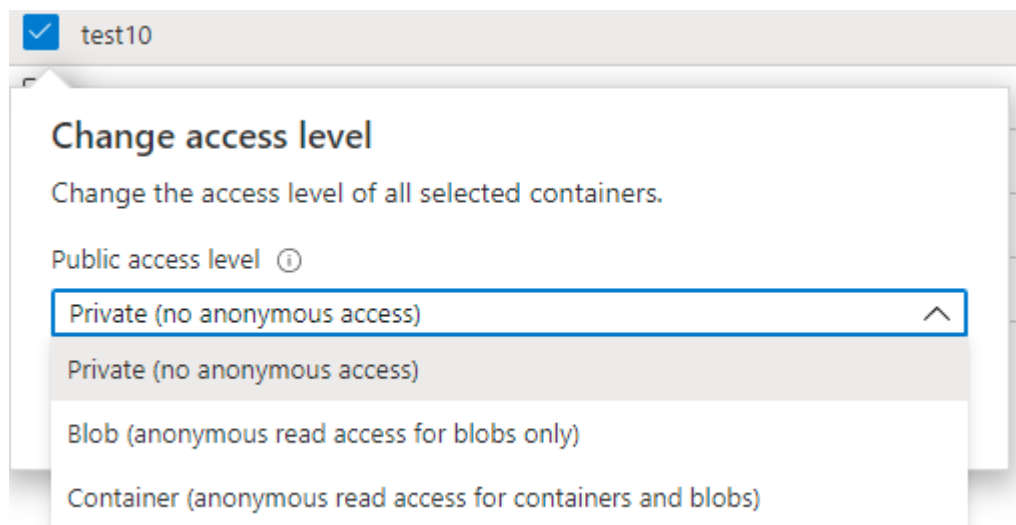 test10
Change access level
Change the access level of all selected containers.
Public access level
Private (no anonymous access)
Private (no anonymous access)
Blob (anonymous read access for blobs only)
Container (anonymous read access for containers and blobs)